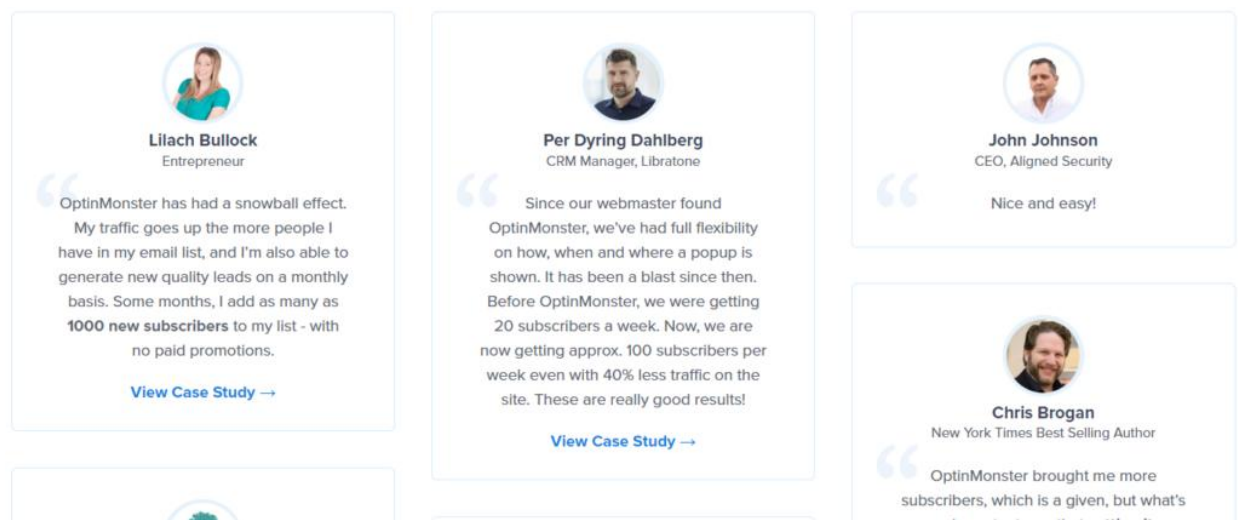 Lilach Bullock
Entrepreneur
OptinMonster has had a snowball effect.
My traffic goes up the more people I
have in my email list, and I'm also able to
generate new quality leads on a monthly
basis. Some months, I add as many as
1000 new subscribers to my list - with
no paid promotions.
View Case Study →
Per Dyring Dahlberg
CRM Manager, Libratone
Since our webmaster found
OptinMonster, we've had full flexibility
on how, when and where a popup is
shown. It has been a blast since then.
Before OptinMonster, we were getting
20 subscribers a week. Now, we are
now getting approx. 100 subscribers per
week even with 40% less traffic on the
site. These are really good results!
View Case Study →
John Johnson
CEO, Aligned Security
Nice and easy!
Chris Brogan
New York Times Best Selling Author
OptinMonster brought me more
subscribers, which is a given, but what's